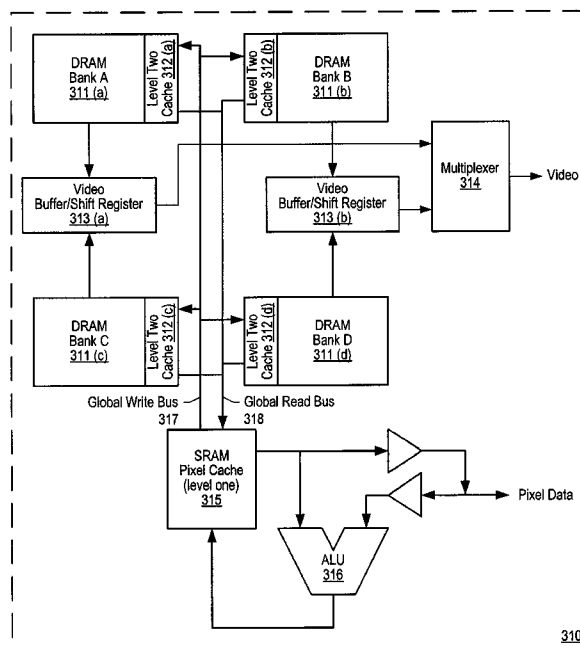 DRAM
Bank A
311 (a)
Level Two
Cache 312 (a)
Level Two
Cache 312 (b)
DRAM
Bank B
311 (b)
Multiplexer
314
Video
Video
Buffer/Shift Register
313 (a)
Video
Buffer/Shift Register
313 (b)
DRAM
Bank C
311 (c)
Level Two
Cache 312 (c)
Level Two
Cache 312 (d)
DRAM
Bank D
311 (d)
Global Write Bus
317
Global Read Bus
318
SRAM
Pixel Cache
(level one)
315
Pixel Data
ALU
316
310